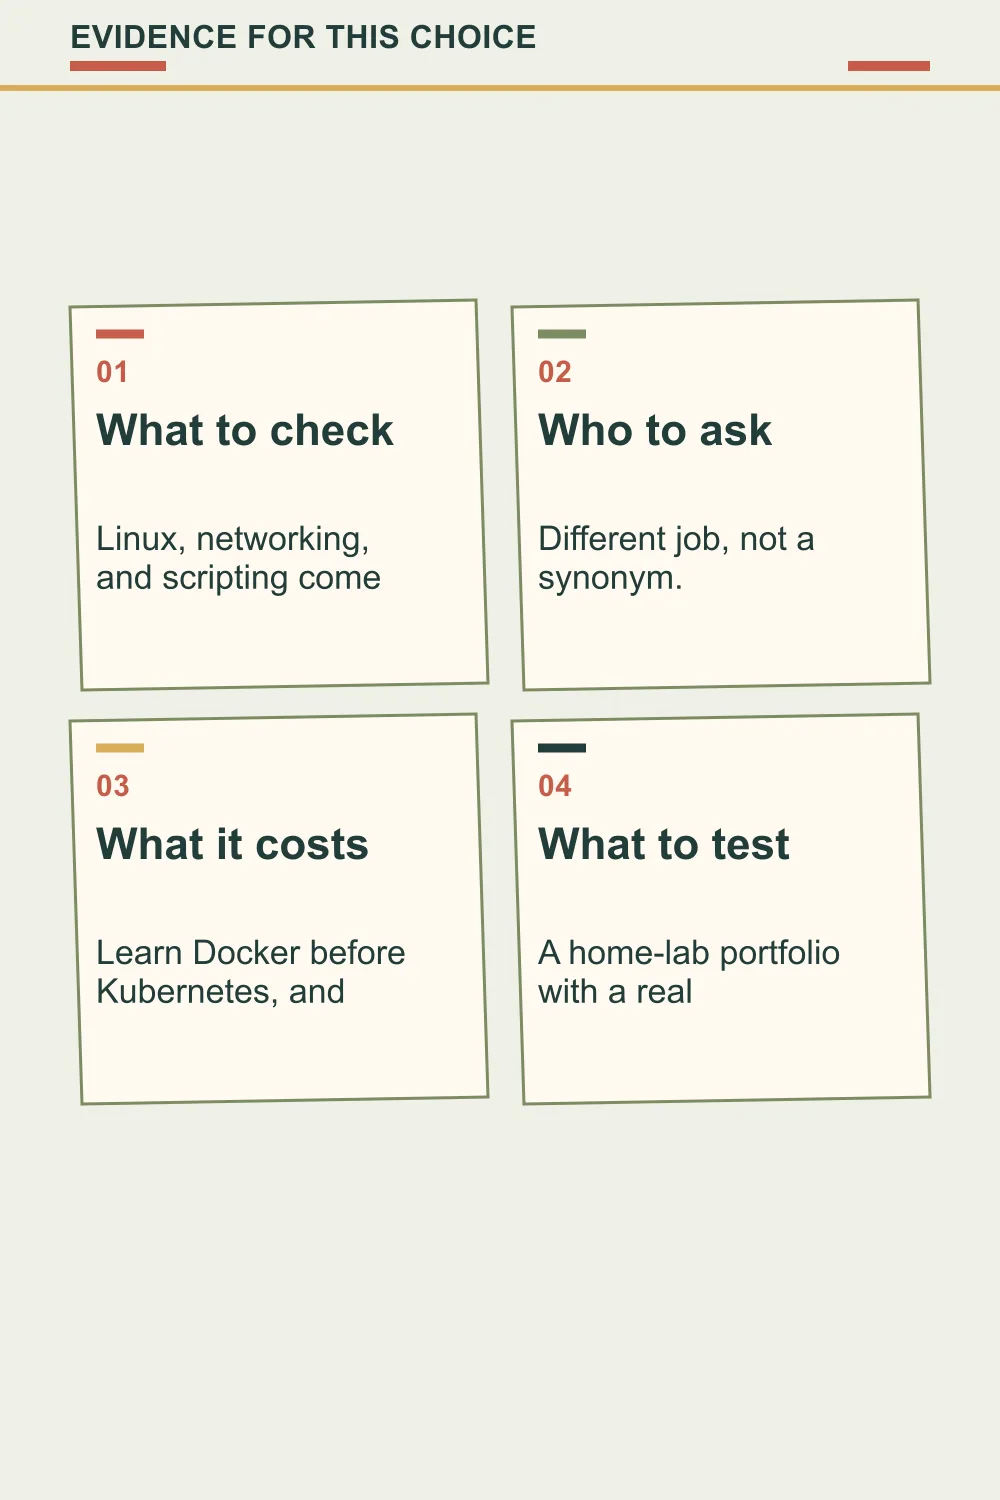 EVIDENCE FOR THIS CHOICE
01
What to check
Linux, networking,
and scripting come
02
Who to ask
Different job, not a
synonym.
03
What it costs
Learn Docker before
Kubernetes, and
04
What to test
A home-lab portfolio
with a real